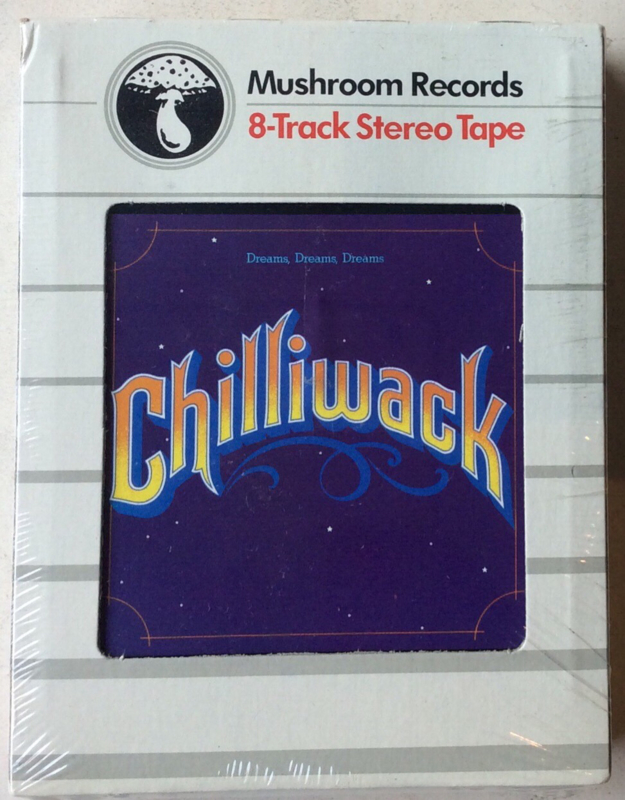 Mushroom Records
8-Track Stereo Tape
Dreams, Dreams, Dreams
Chilliwack